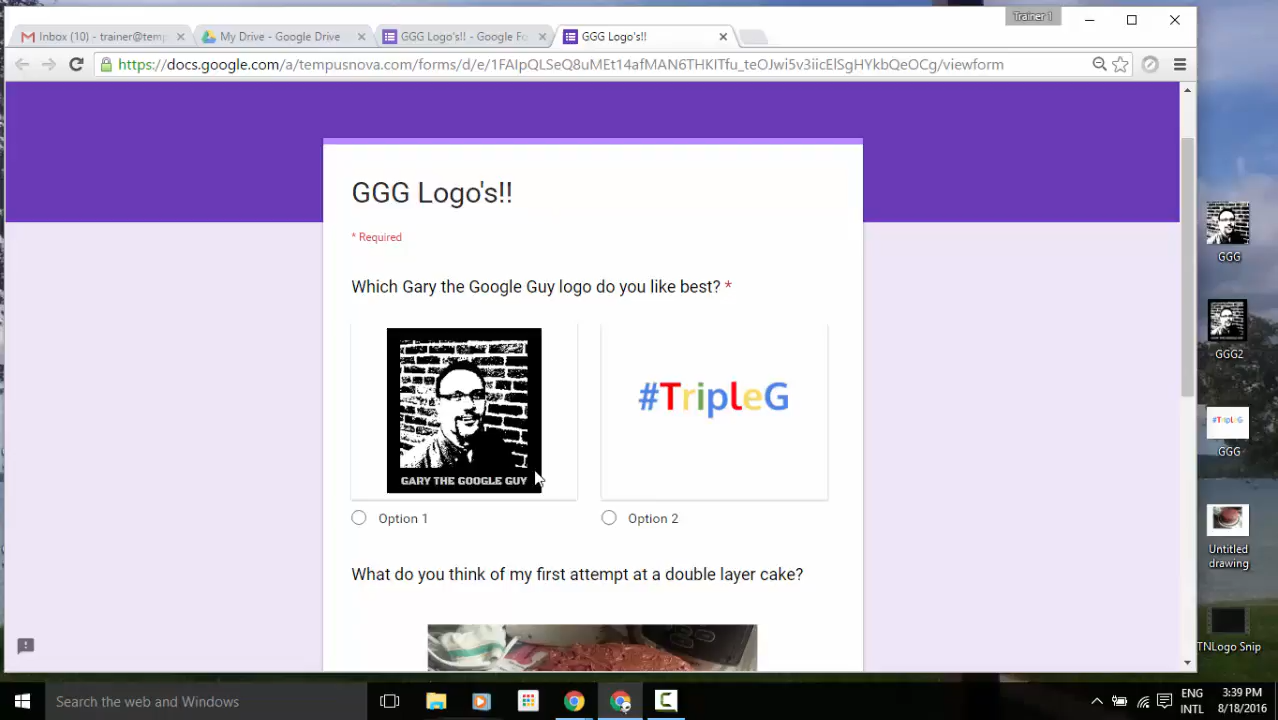 Trainer 1
Inbox (10) - trainer@temp
My Drive - Google Drive
GGG Logo's!! - Google Fo
GGG Logo's!!
https://docs.google.com/a/tempusnova.com/forms/d/e/1FAIpQLSeQ8uMEt14afMAN6THKITfu_teOJwi5v3iicElSgHYkbQeOCg/viewform
GGG Logo's!!
* Required
Which Gary the Google Guy logo do you like best? *
GARY THE GOOGLE GUY
#TripleG
Option 1
Option 2
What do you think of my first attempt at a double layer cake?
GGG
GGG2
#TripleG
GGG
Untitled
drawing
TNLogo Snip
Search the web and Windows
ENG
INTL
3:39 PM
8/18/2016